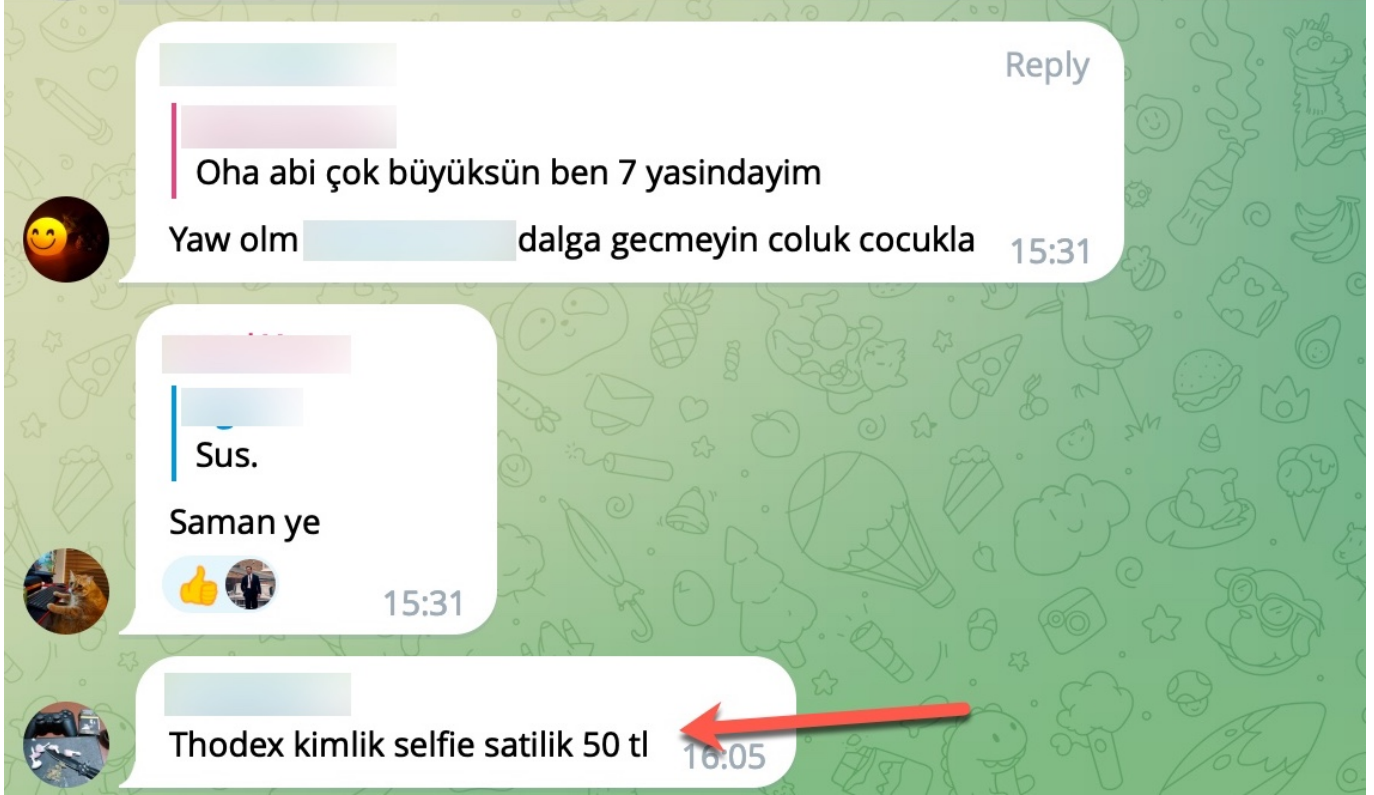 Reply
Oha abi çok büyüksün ben 7 yasindayim
Yaw olm dalga gecmeyin coluk cocukla 15:31
Sus.
Saman ye
15:31
Thodex kimlik selfie satilik 50 tl 16:05